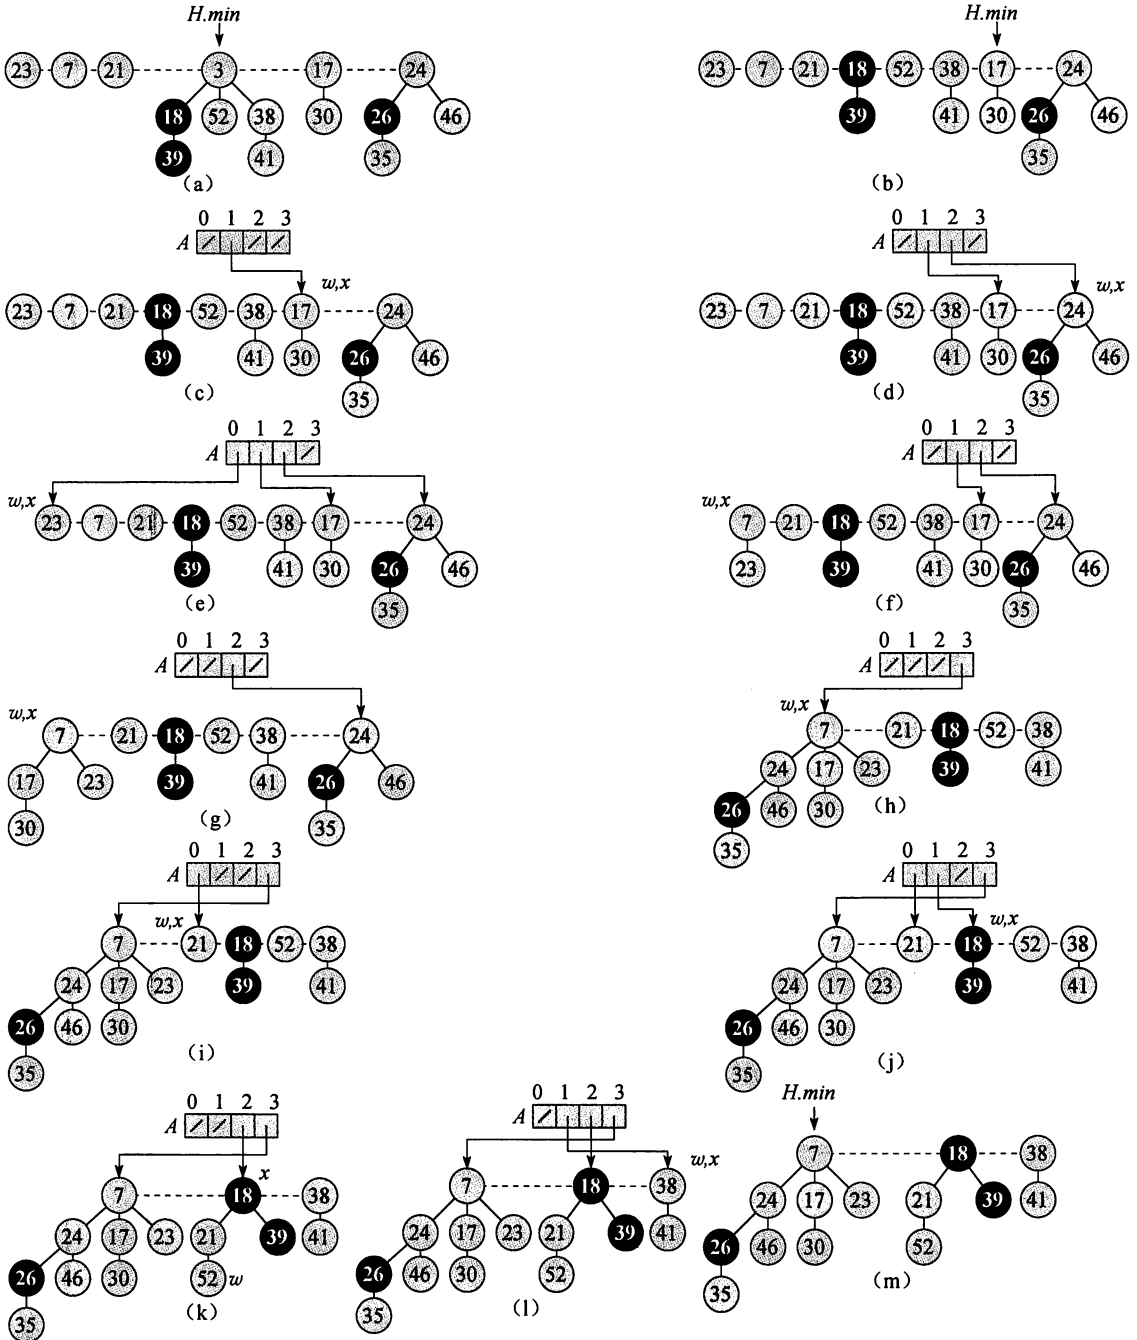 H.min H.min
23 7 21 3 17 24 23 7 21 18 52 38 17 24
18 52 38 30 26 46 39 41 30 26 46
39 41 35 35
(a) (b)
0 1 2 3 0 1 2 3
A A
w,x w,x
23 7 21 18 52 38 17 24 23 7 21 18 52 38 17 24
39 41 30 26 46 39 41 30 26 46
35 35
(c) (d)
0 1 2 3 0 1 2 3
A A
w,x w,x
23 7 21 18 52 38 17 24 7 21 18 52 38 17 24
39 41 30 26 46 23 39 41 30 26 46
35 35
(e) (f)
0 1 2 3 0 1 2 3
A A
w,x w,x
7 21 18 52 38 24 7 21 18 52 38
17 23 39 41 26 46 24 17 23 39 41
30 35 26 46 30
(g) (h)
35
0 1 2 3 0 1 2 3
A A
w,x w,x
7 21 18 52 38 7 21 18 52 38
24 17 23 39 41 24 17 23 39 41
26 46 30 26 46 30
(i) (j)
35 35
0 1 2 3 0 1 2 3 H.min
A A
x w,x
7 18 38 7 18 38 7 18 38
24 17 23 21 39 41 24 17 23 21 39 41 24 17 23 21 39 41
26 46 30 52 w 26 46 30 52 26 46 30 52
35 35 35
(k) (l) (m)